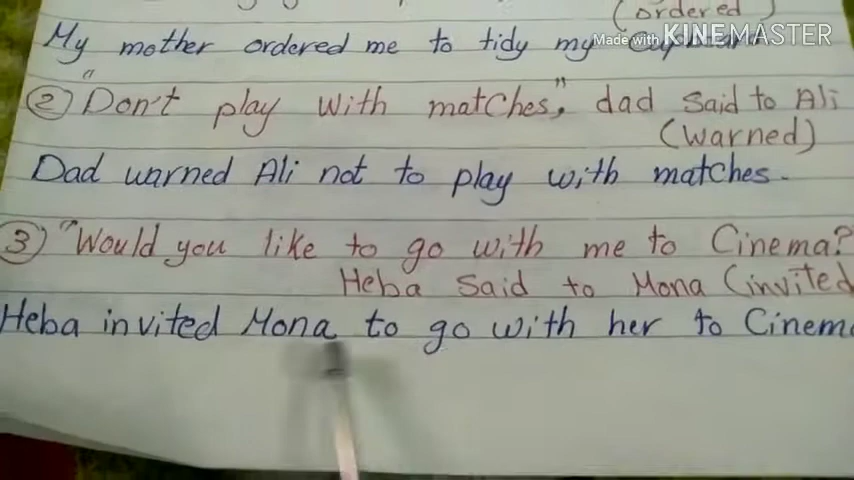 (ordered)
My mother ordered me to tidy my
Made with KINEMASTER
② "Don't play with matches", dad said to Ali
(warned)
Dad warned Ali not to play with matches.
③ "Would you like to go with me to Cinema?
Heba said to Mona (invited
Heba invited Mona to go with her to Cinema